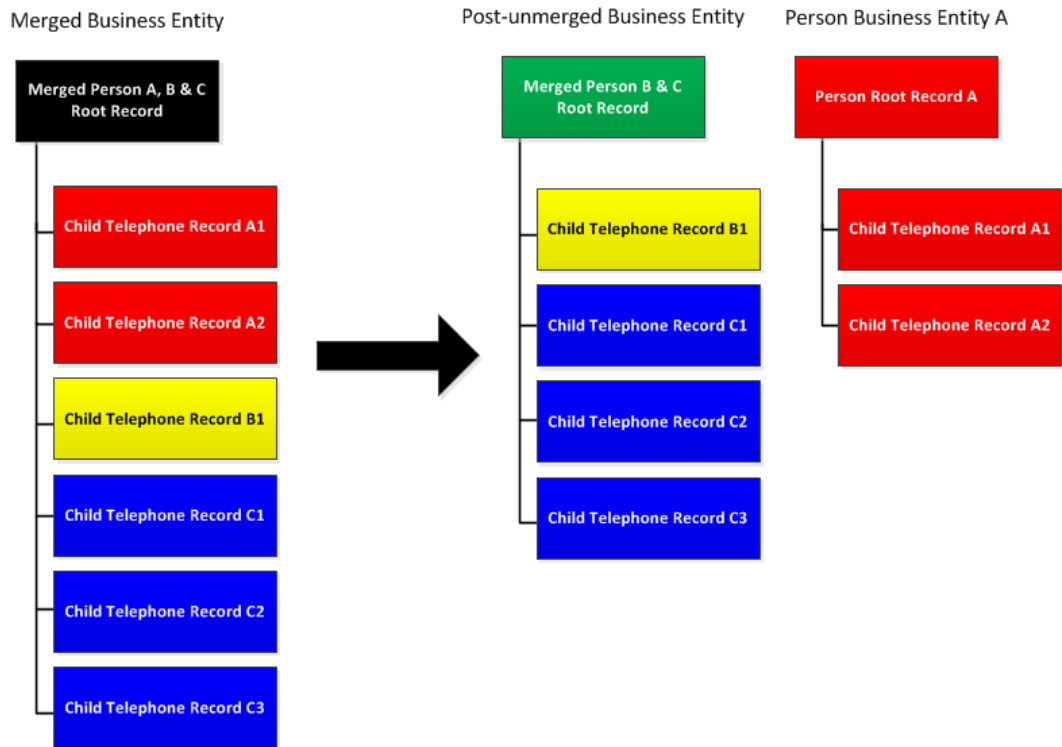 Merged Business Entity
Merged Person A, B & C
Root Record
Child Telephone Record A1
Child Telephone Record A2
Child Telephone Record B1
Child Telephone Record C1
Child Telephone Record C2
Child Telephone Record C3
Post-unmerged Business Entity
Merged Person B & C
Root Record
Child Telephone Record B1
Child Telephone Record C1
Child Telephone Record C2
Child Telephone Record C3
Person Business Entity A
Person Root Record A
Child Telephone Record A1
Child Telephone Record A2